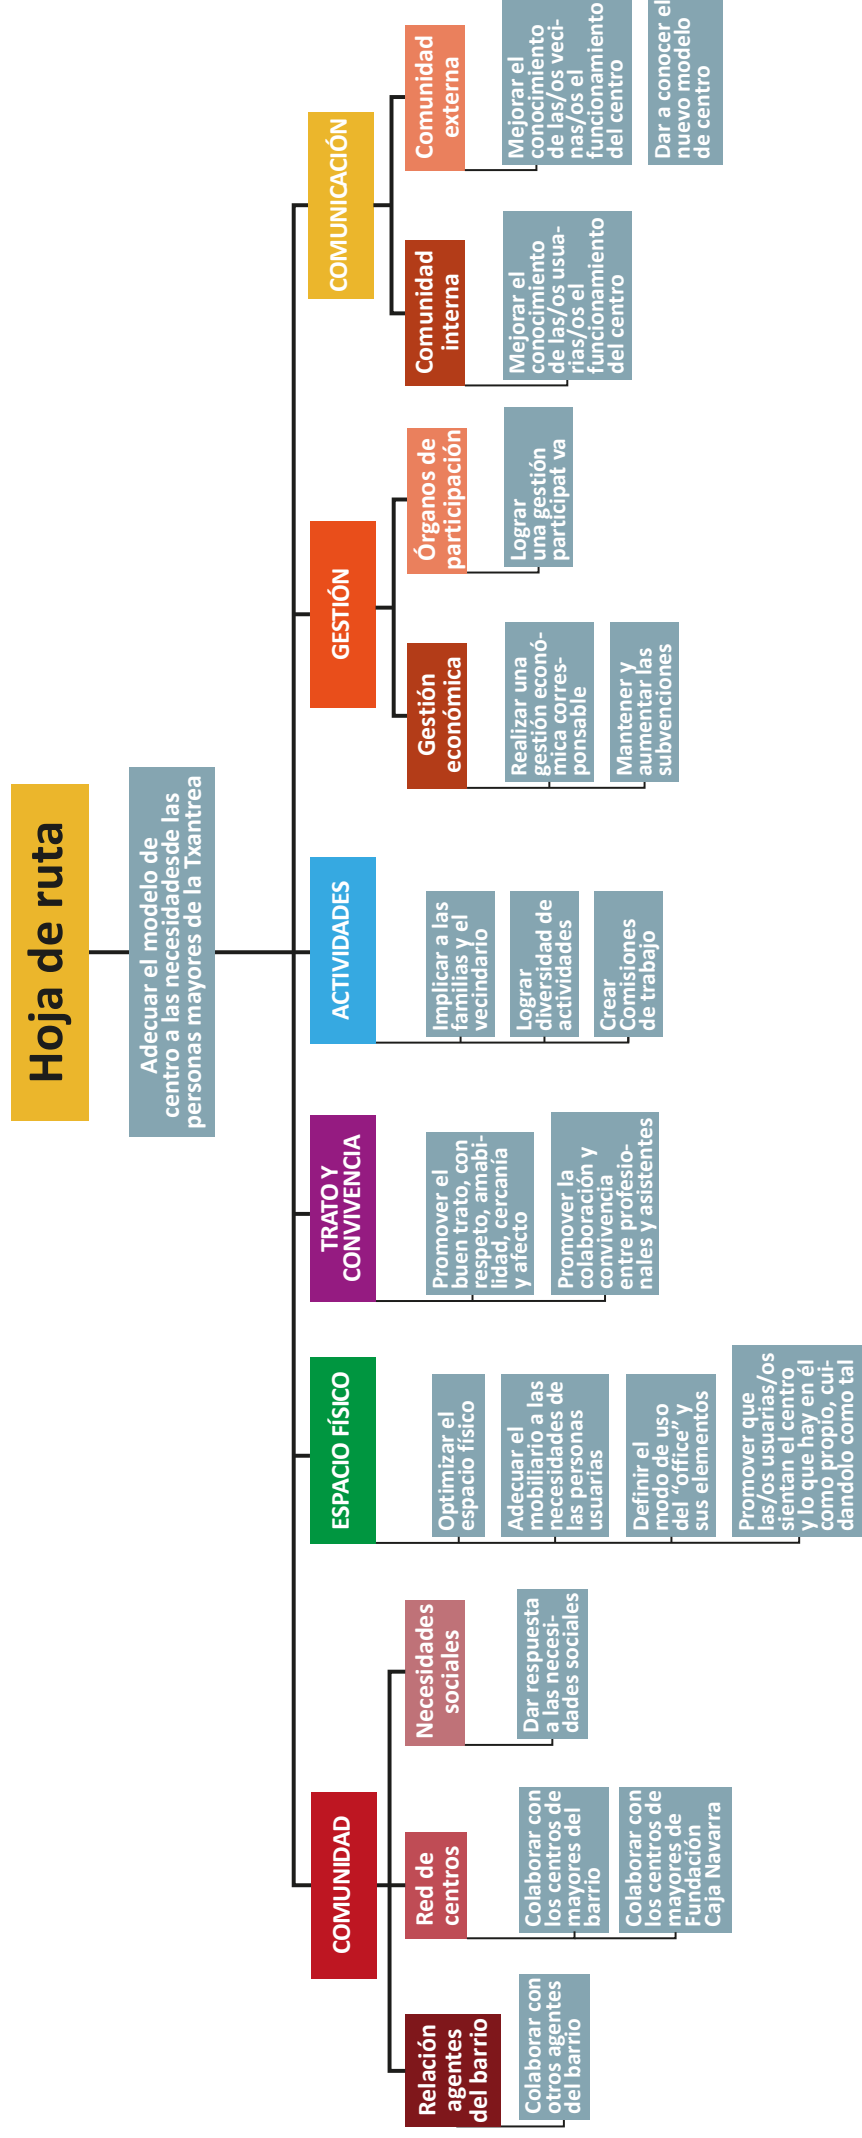 Hoja de ruta
Adecuar el modelo de
centro a las necesidadesde las
personas mayores de la Txantrea
COMUNIDAD
Relación
agentes
del barrio
Colaborar con
otros agentes
del barrio
Red de
centros
Colaborar con
los centros de
mayores del
barrio
Colaborar con
los centros de
mayores de
Fundación
Caja Navarra
Necesidades
sociales
Dar respuesta
a las necesi-
dades sociales
ESPACIO FÍSICO
Optimizar el
espacio físico
Adecuar el
mobiliario a las
necesidades de
las personas
usuarias
Definir el
modo de uso
del “office” y
sus elementos
Promover que
las/os usuarias/os
sientan el centro
y lo que hay en él
como propio, cui-
dandolo como tal
TRATO Y
CONVIVENCIA
Promover el
buen trato, con
respeto, amabi-
lidad, cercanía
y afecto
Promover la
colaboración y
convivencia
entre profesio-
nales y asistentes
ACTIVIDADES
Implicar a las
familias y el
vecindario
Lograr
diversidad de
actividades
Crear
Comisiones
de trabajo
GESTIÓN
Gestión
económica
Realizar una
gestión econó-
mica corres-
ponsable
Mantener y
aumentar las
subvenciones
Órganos de
participación
Lograr
una gestión
participat va
COMUNICACIÓN
Comunidad
interna
Mejorar el
conocimiento
de las/os usua-
rias/os el
funcionamiento
del centro
Comunidad
externa
Mejorar el
conocimiento
de las/os veci-
nas/os el
funcionamiento
del centro
Dar a conocer el
nuevo modelo
de centro